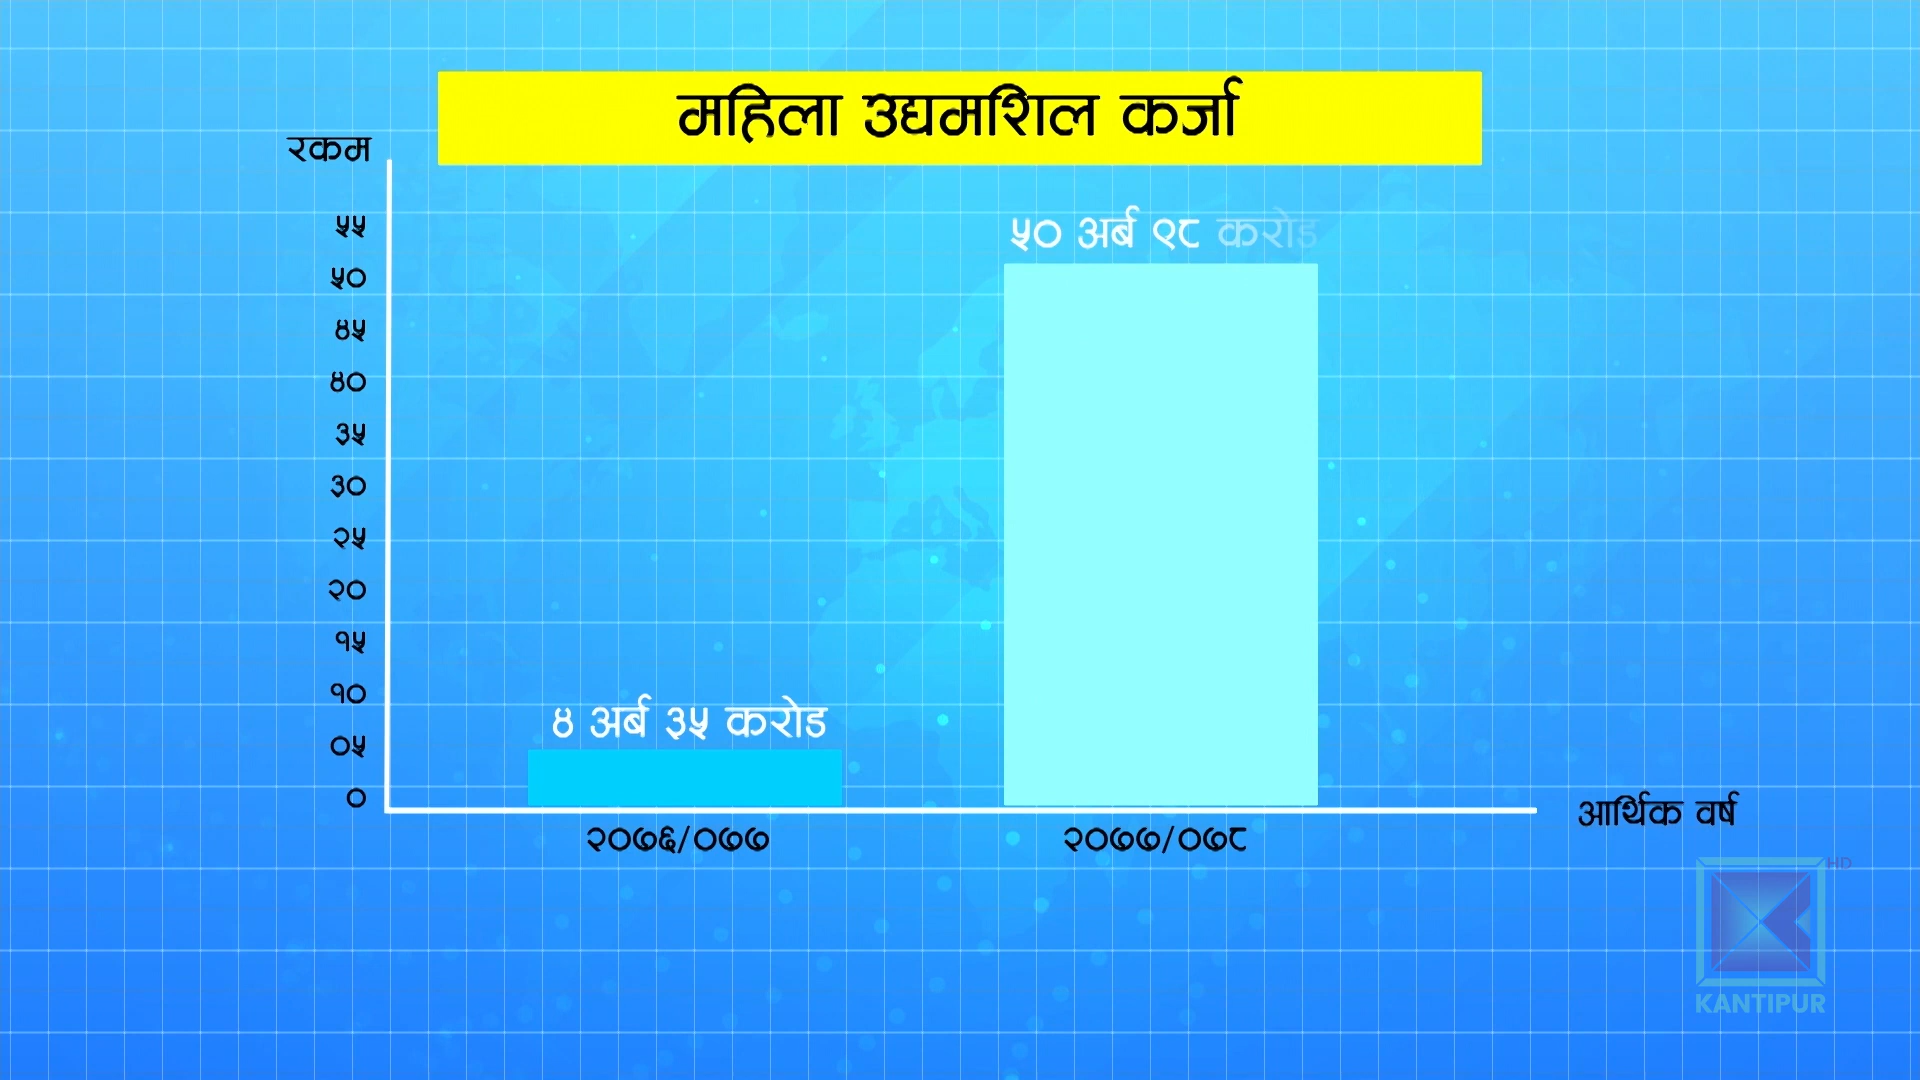 महिला उद्यमशिल कर्जा
रकम
५५
५० अर्ब ९८ करोड
५०
४५
४०
३५
३०
२५
२०
१५
१०
४ अर्ब ३५ करोड
०५
०
आर्थिक वर्ष
२०७६/०७७
२०७७/०७८
HD
KANTIPUR